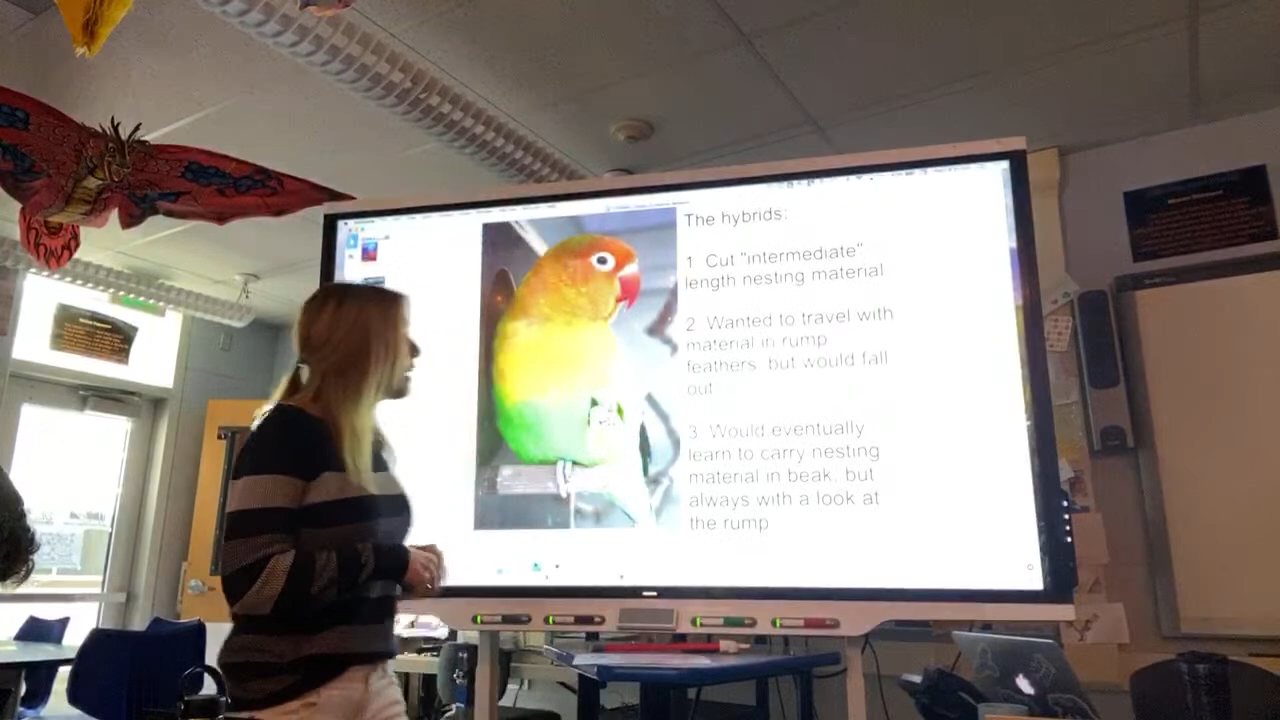 The hybrids:
1 Cut "intermediate"
length nesting material
2 Wanted to travel with
material in rump
feathers, but would fall
out
3 Would eventually
learn to carry nesting
material in beak, but
always with a look at
the rump